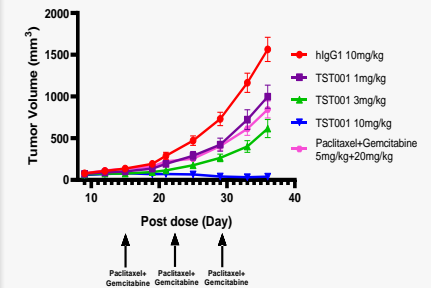 Tumor Volume (mm3)
2000
1500
1000
500
0
10
20
30
40
Post dose (Day)
hIgG1 10mg/kg
TST001 1mg/kg
TST001 3mg/kg
TST001 10mg/kg
Paclitaxel+Gemcitabine
5mg/kg+20mg/kg
Paclitaxel+
Gemcitabine
Paclitaxel+
Gemcitabine
Paclitaxel+
Gemcitabine